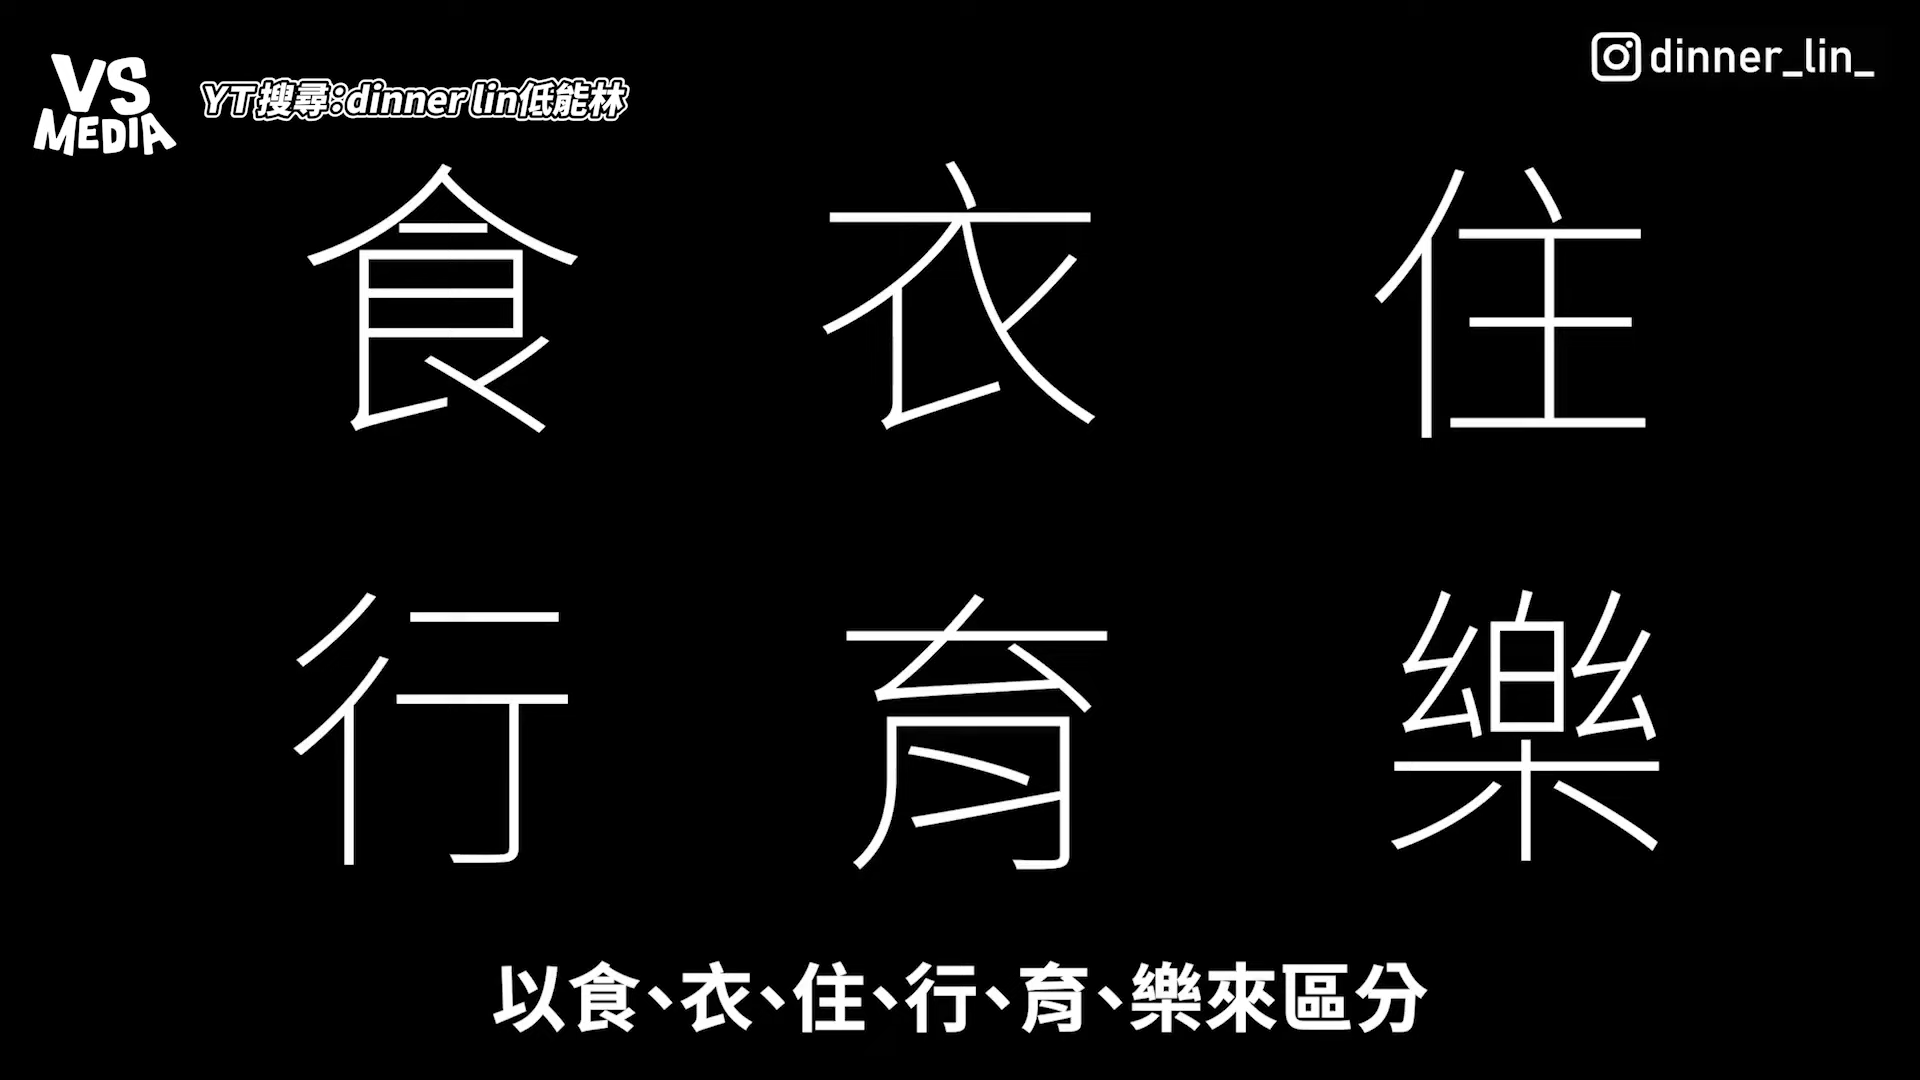 VS
MEDIA
YT搜尋:dinner lin低能林
dinner_lin_
食 衣 住
行 育 樂
以食、衣、住、行、育、樂來區分